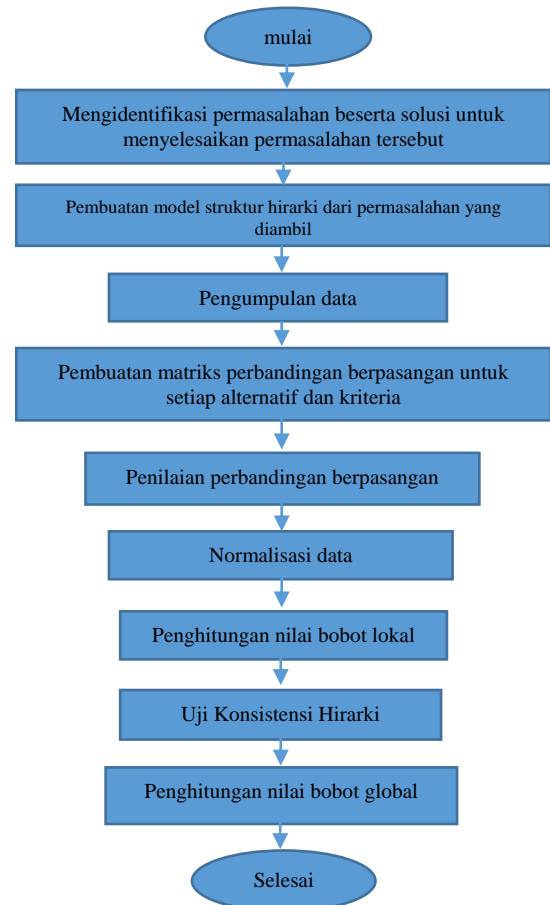 mulai
Mengidentifikasi permasalahan beserta solusi untuk
menyelesaikan permasalahan tersebut
Pembuatan model struktur hirarki dari permasalahan yang
diambil
Pengumpulan data
Pembuatan matriks perbandingan berpasangan untuk
setiap alternatif dan kriteria
Penilaian perbandingan berpasangan
Normalisasi data
Penghitungan nilai bobot lokal
Uji Konsistensi Hirarki
Penghitungan nilai bobot global
Selesai